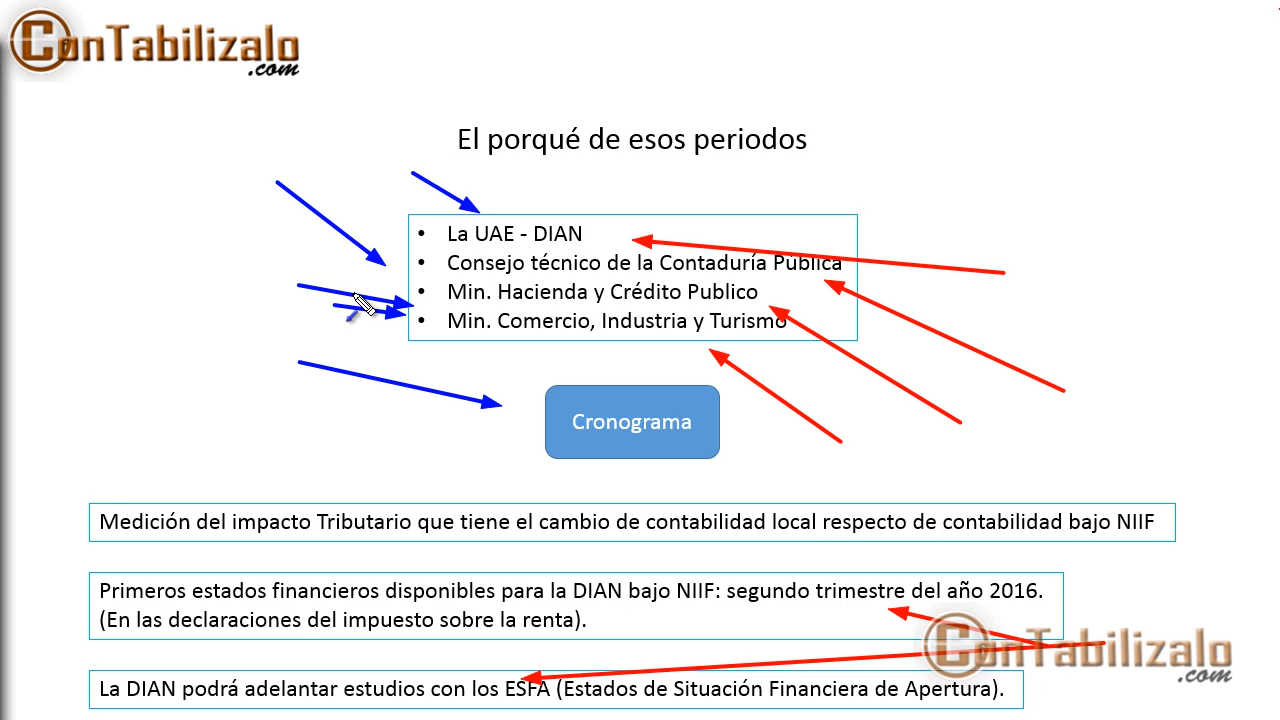 ConTabilizalo
.com
El porqué de esos periodos
• La UAE - DIAN
• Consejo técnico de la Contaduría Pública
• Min. Hacienda y Crédito Publico
• Min. Comercio, Industria y Turismo
Cronograma
Medición del impacto Tributario que tiene el cambio de contabilidad local respecto de contabilidad bajo NIIF
Primeros estados financieros disponibles para la DIAN bajo NIIF: segundo trimestre del año 2016.
(En las declaraciones del impuesto sobre la renta).
ConTabilizalo
.com
La DIAN podrá adelantar estudios con los ESFA (Estados de Situación Financiera de Apertura).